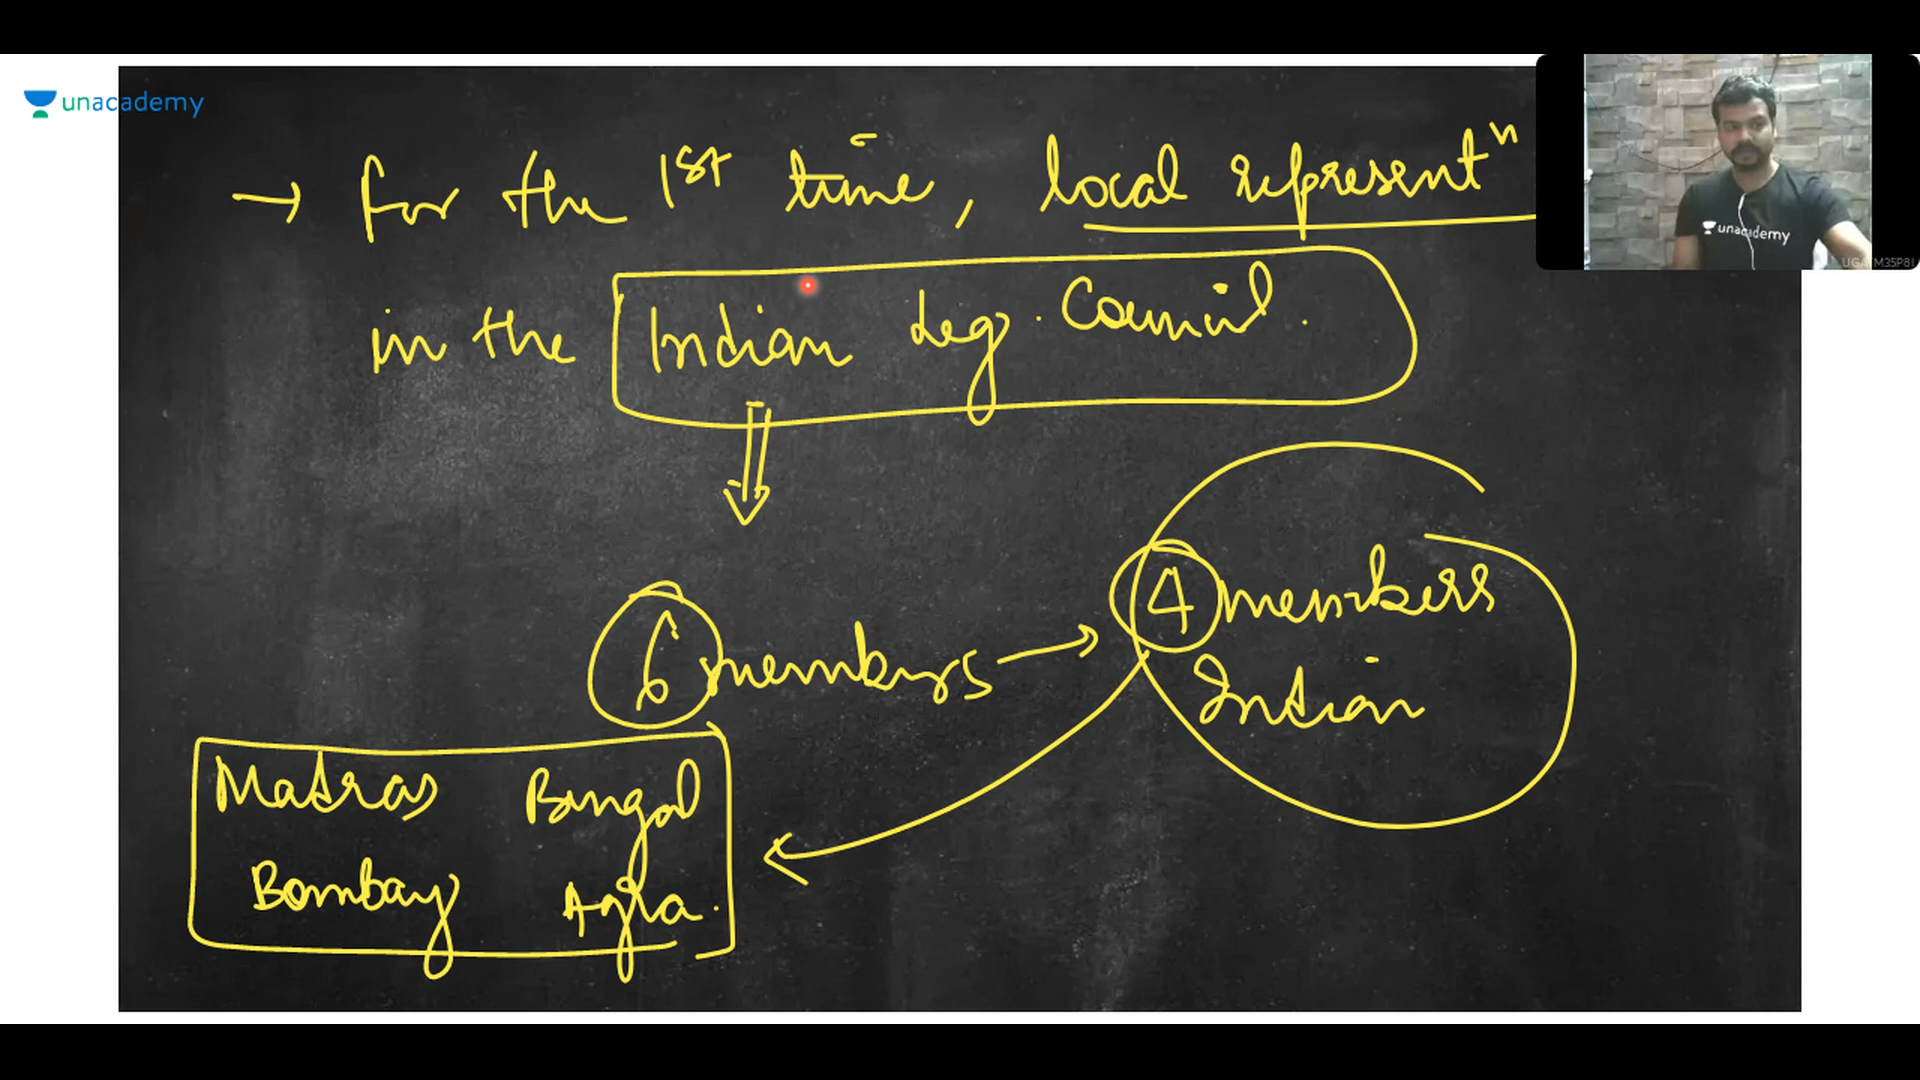 unacademy
→ for the 1st time, local representⁿ
in the Indian Leg. Council.
6 members → 4 members
Indian
Madras Bengal
Bombay Agra.
unacademy